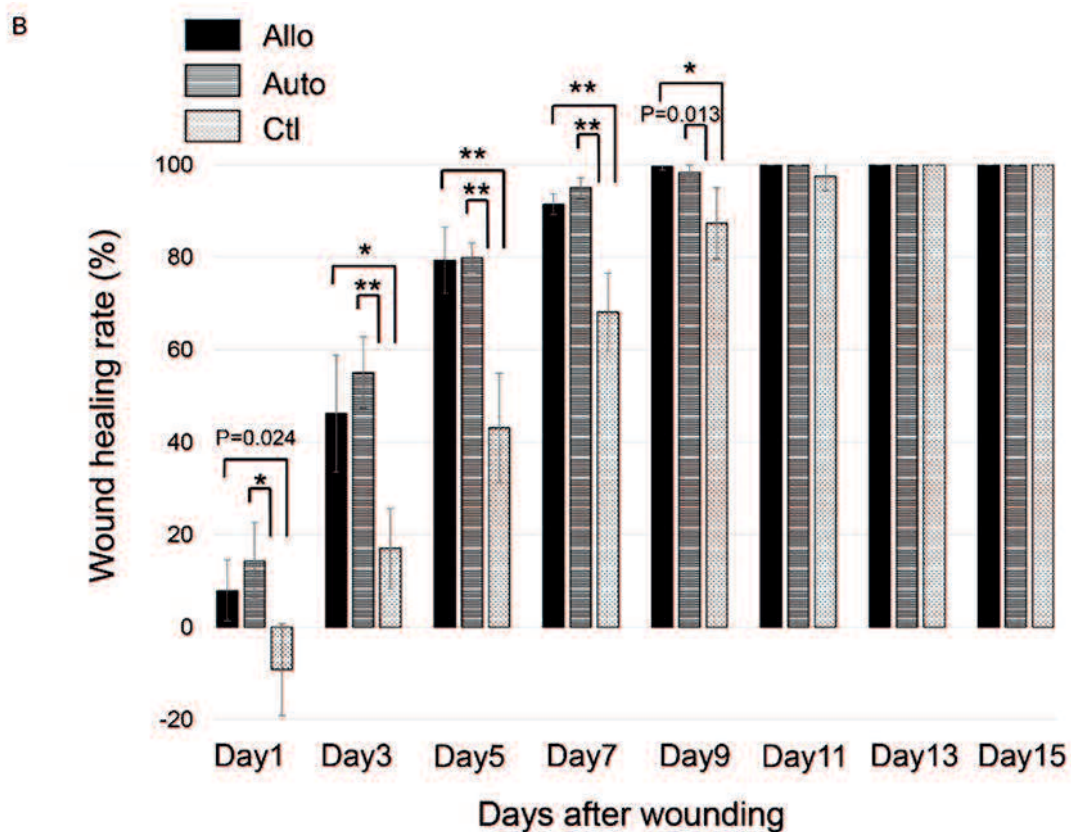 B
Allo
Auto
Ctl
Wound healing rate (%)
100
80
60
40
20
0
-20
P=0.024
*
*
**
**
**
**
**
*
P=0.013
Day1 Day3 Day5 Day7 Day9 Day11 Day13 Day15
Days after wounding